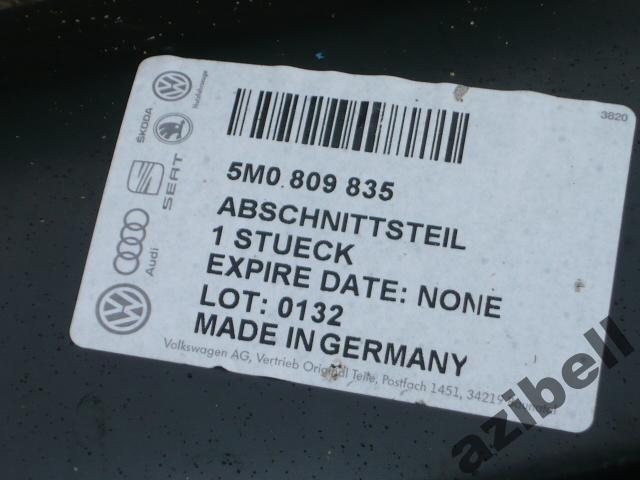 3820
Nutzfahrzeuge
ŠKODA
SEAT
Audi
5M0 809 835
ABSCHNITTSTEIL
1 STUECK
EXPIRE DATE: NONE
LOT: 0132
MADE IN GERMANY
Volkswagen AG, Vertrieb Original Teile, Postfach 1451, 34219
azibell